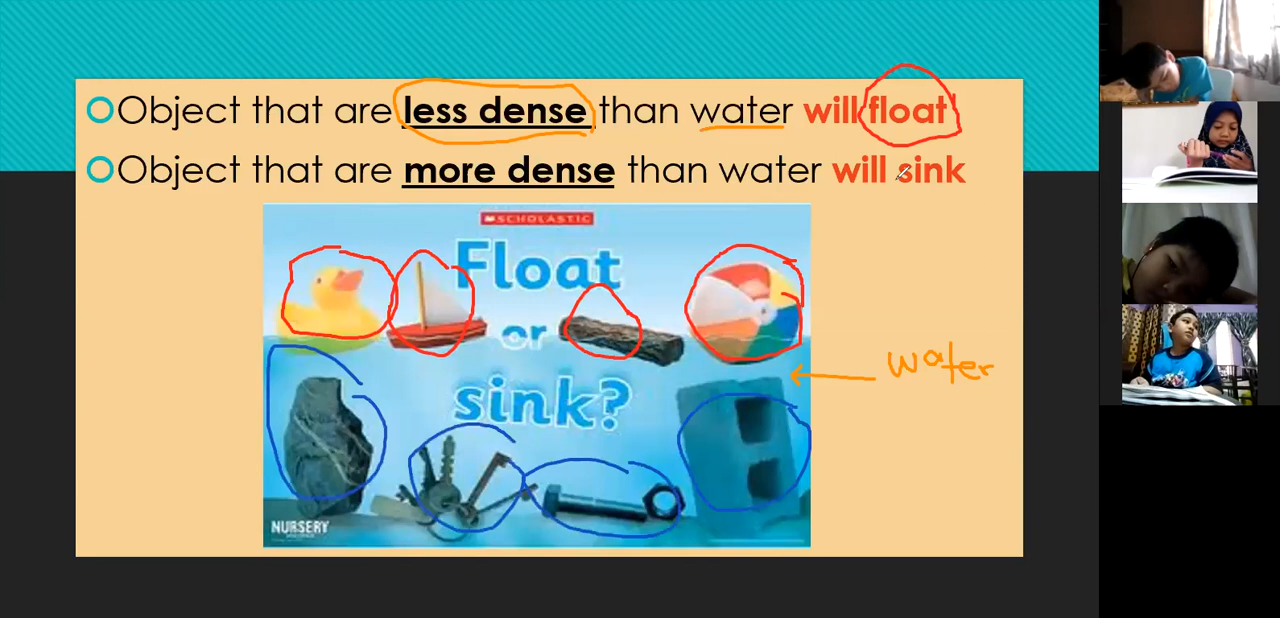 Object that are less dense than water will float
Object that are more dense than water will sink
SCHOLASTIC
Float
or
sink?
water
NURSERY